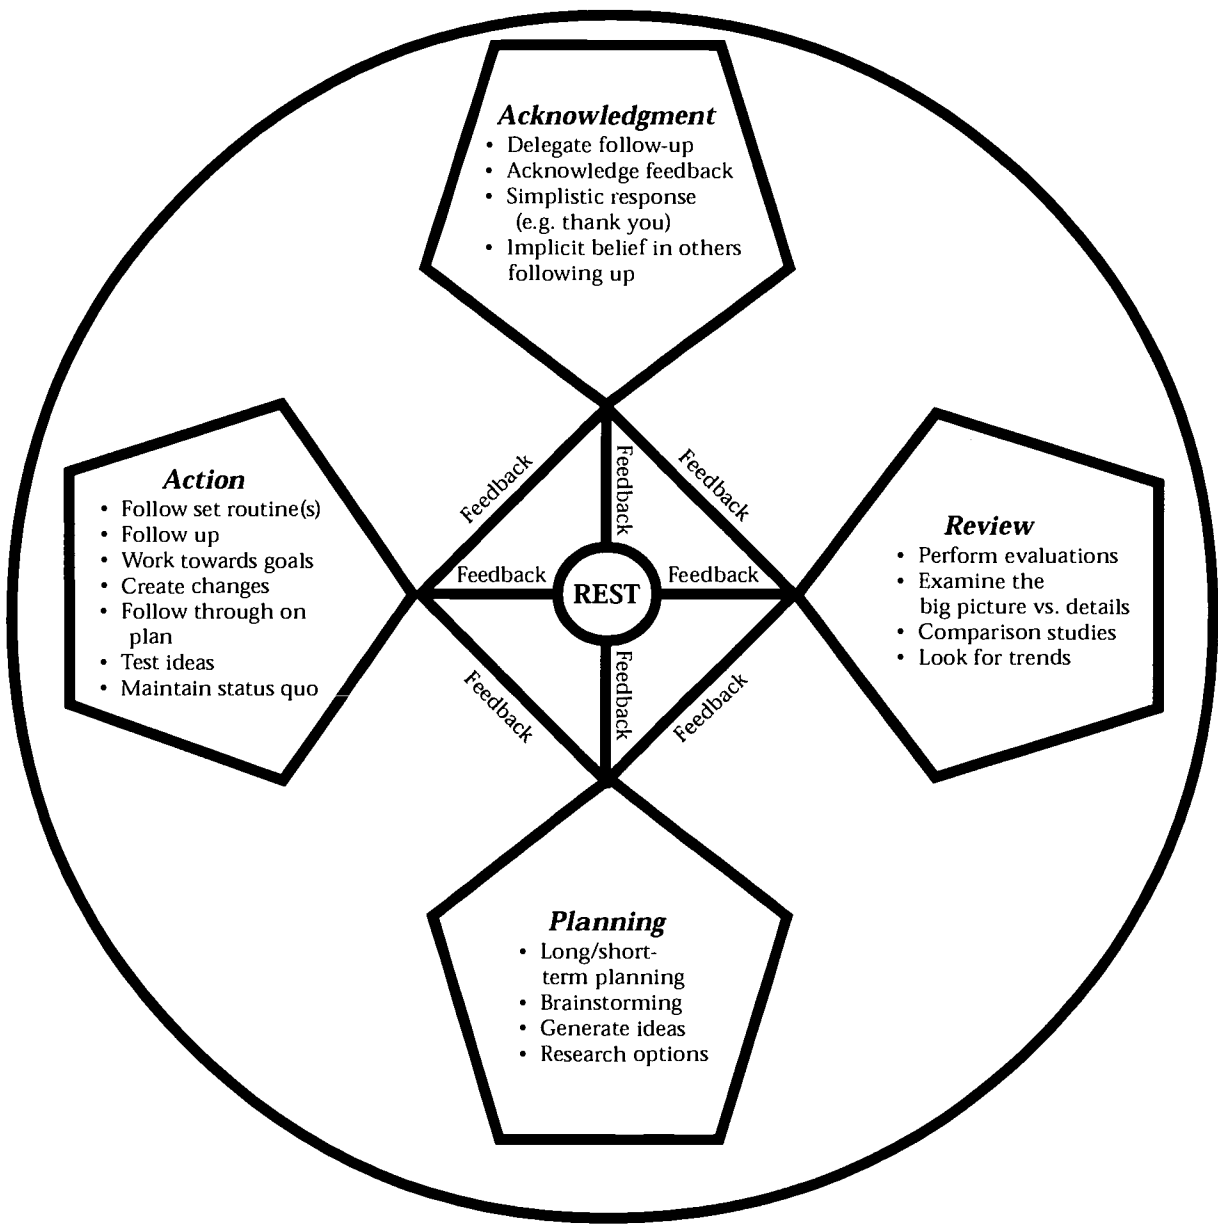 Acknowledgment
• Delegate follow-up
• Acknowledge feedback
• Simplistic response
(e.g. thank you)
• Implicit belief in others
following up
Action
• Follow set routine(s)
• Follow up
• Work towards goals
• Create changes
• Follow through on
plan
• Test ideas
• Maintain status quo
Feedback
Feedback
Feedback
Feedback
REST
Feedback
Feedback
Feedback
Feedback
Review
• Perform evaluations
• Examine the
big picture vs. details
• Comparison studies
• Look for trends
Planning
• Long/short-
term planning
• Brainstorming
• Generate ideas
• Research options